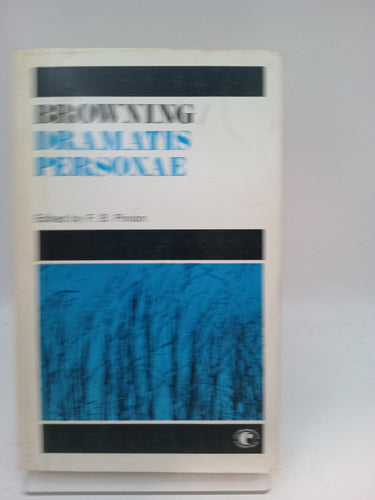 BROWNING/
DRAMATIS
PERSONAE
Edited by F. B. Pinion